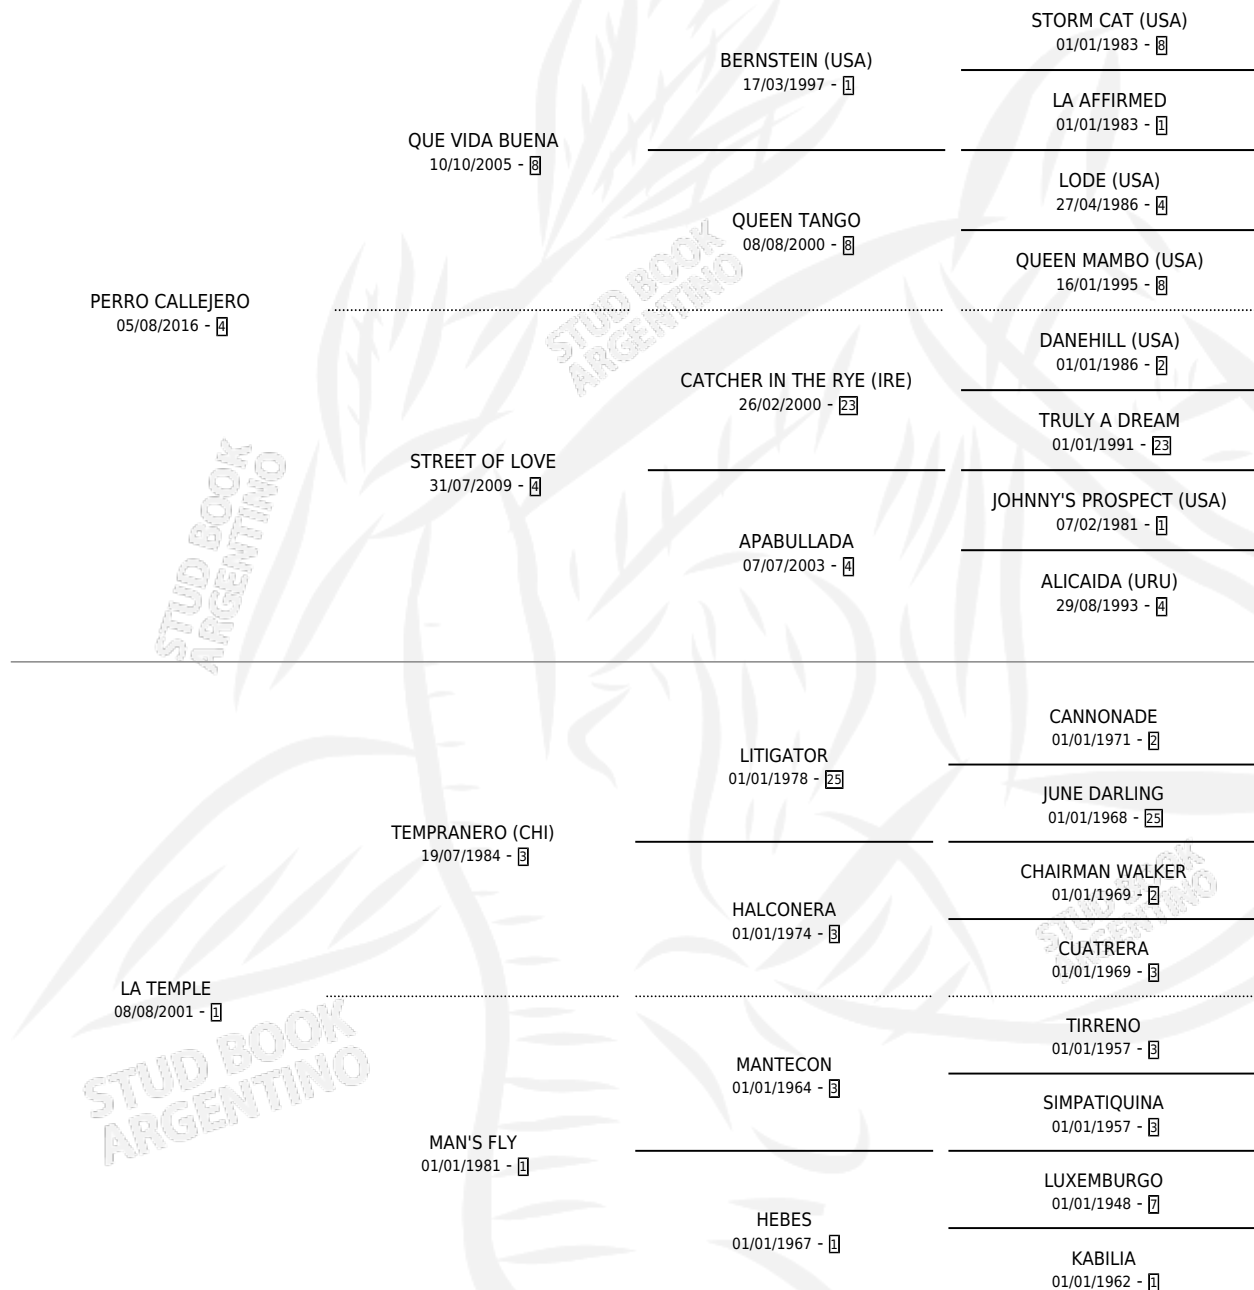 STORM CAT (USA)
01/01/1983 - 8
BERNSTEIN (USA)
17/03/1997 - 1
LA AFFIRMED
01/01/1983 - 1
QUE VIDA BUENA
10/10/2005 - 8
LODE (USA)
27/04/1986 - 4
QUEEN TANGO
08/08/2000 - 8
QUEEN MAMBO (USA)
16/01/1995 - 8
PERRO CALLEJERO
05/08/2016 - 4
DANEHILL (USA)
01/01/1986 - 2
CATCHER IN THE RYE (IRE)
26/02/2000 - 23
TRULY A DREAM
01/01/1991 - 23
STREET OF LOVE
31/07/2009 - 4
JOHNNY'S PROSPECT (USA)
07/02/1981 - 1
APABULLADA
07/07/2003 - 4
ALICAIDA (URU)
29/08/1993 - 4
STUD BOOK
ARGENTINO
STUD BOOK
ARGENTINO
CANNONADE
01/01/1971 - 2
LITIGATOR
01/01/1978 - 25
JUNE DARLING
01/01/1968 - 25
TEMPRANERO (CHI)
19/07/1984 - 3
CHAIRMAN WALKER
01/01/1969 - 2
HALCONERA
01/01/1974 - 3
CUATRERA
01/01/1969 - 3
LA TEMPLE
08/08/2001 - 1
TIRRENO
01/01/1957 - 3
MANTECON
01/01/1964 - 3
SIMPATIQUINA
01/01/1957 - 3
MAN'S FLY
01/01/1981 - 1
LUXEMBURGO
01/01/1948 - 7
HEBES
01/01/1967 - 1
KABILIA
01/01/1962 - 1
STUD BOOK
ARGENTINO
STUD BOOK
ARGENTINO